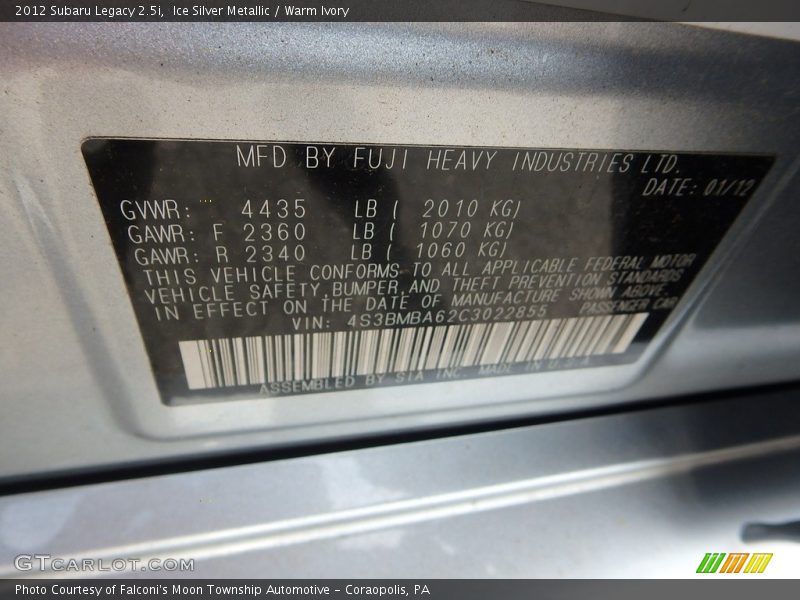 2012 Subaru Legacy 2.5i,  Ice Silver Metallic / Warm Ivory
MFD BY FUJI HEAVY INDUSTRIES LTD.
DATE: 01/12
GVWR: 4435 LB ( 2010 KG)
GAWR: F 2360 LB ( 1070 KG)
GAWR: R 2340 LB ( 1060 KG)
THIS VEHICLE CONFORMS TO ALL APPLICABLE FEDERAL MOTOR
VEHICLE SAFETY BUMPER, AND THEFT PREVENTION STANDARDS
IN EFFECT ON THE DATE OF MANUFACTURE SHOWN ABOVE.
VIN: 4S3BMBA62C3022855 PASSENGER CAR
ASSEMBLED BY SIA INC. MADE IN U.S.A
GTCARLOT.COM
Photo Courtesy of Falconi's Moon Township Automotive – Coraopolis, PA